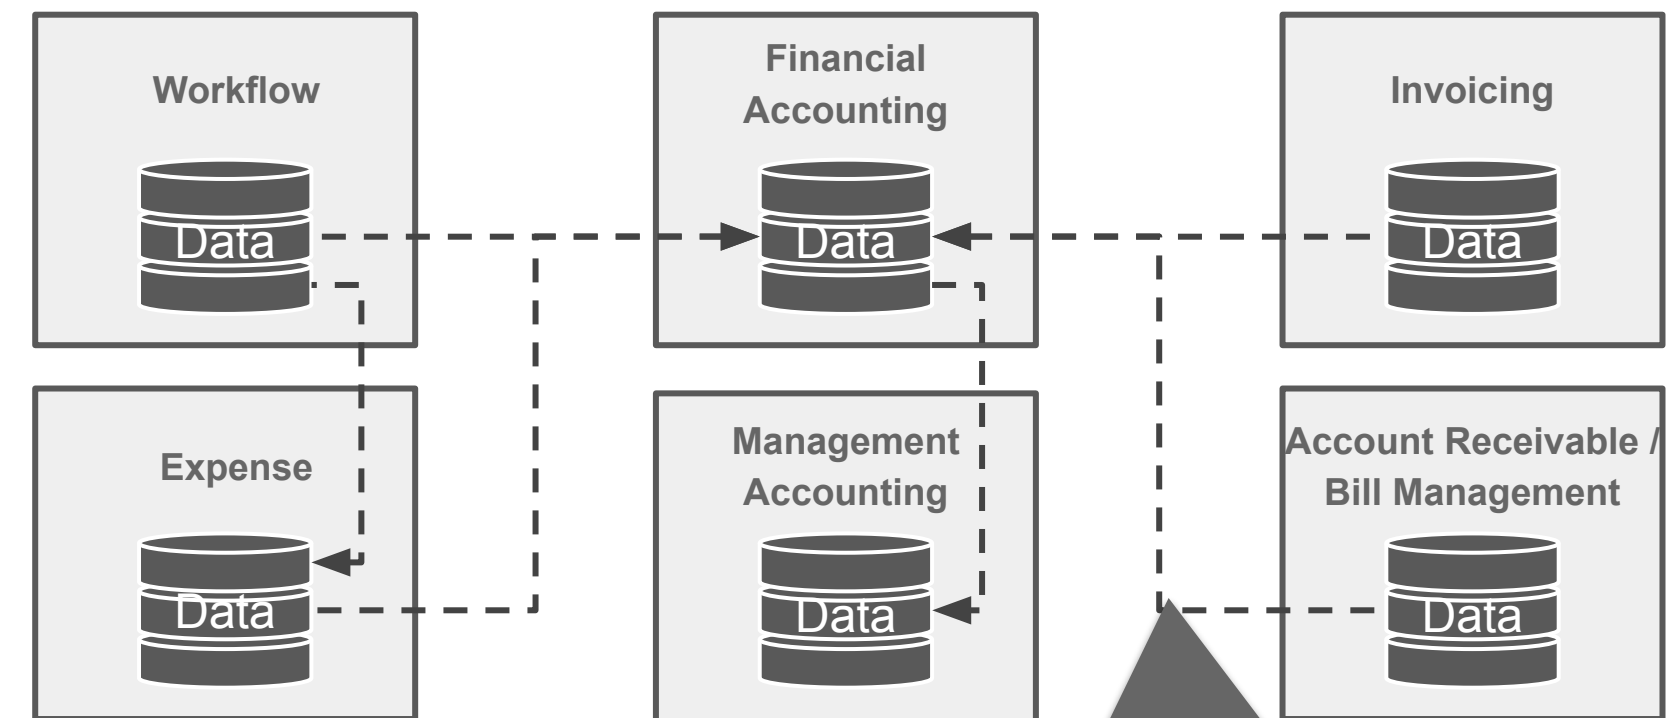 Workflow
Financial
Accounting
Invoicing
Data
Data
Data
Expense
Management
Accounting
Account Receivable /
Bill Management
Data
Data
Data